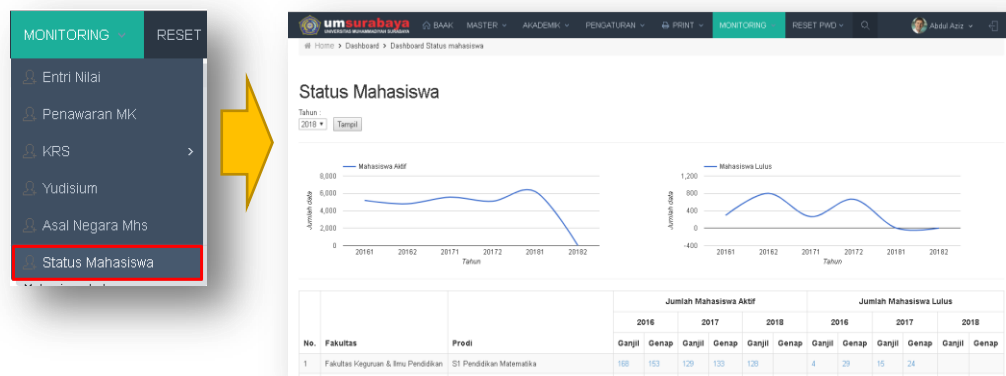 MONITORING RESET
Entri Nilai
Penawaran MK
KRS
Yudisium
Asal Negara Mhs
Status Mahasiswa
umsurabaya
UNIVERSITAS MUHAMMADIYAH SURABAYA
BAAK MASTER AKADEMIK PENGATURAN PRINT MONITORING RESET PWD Abdul Aziz
Home > Dashboard > Dashboard Status mahasiswa
Status Mahasiswa
Tahun :
2018 Tampil
Mahasiswa Aktif
8,000
6,000
4,000
2,000
0
Jumlah data
20161 20162 20171 20172 20181 20182
Tahun
Mahasiswa Lulus
1,200
800
400
0
-400
Jumlah data
20161 20162 20171 20172 20181 20182
Tahun
Jumlah Mahasiswa Aktif Jumlah Mahasiswa Lulus
2016 2017 2018 2016 2017 2018
No. Fakultas Prodi Ganjil Genap Ganjil Genap Ganjil Genap Ganjil Genap Ganjil Genap Ganjil Genap
1 Fakultas Keguruan & Ilmu Pendidikan S1 Pendidikan Matematika 168 153 129 133 128 4 29 15 24